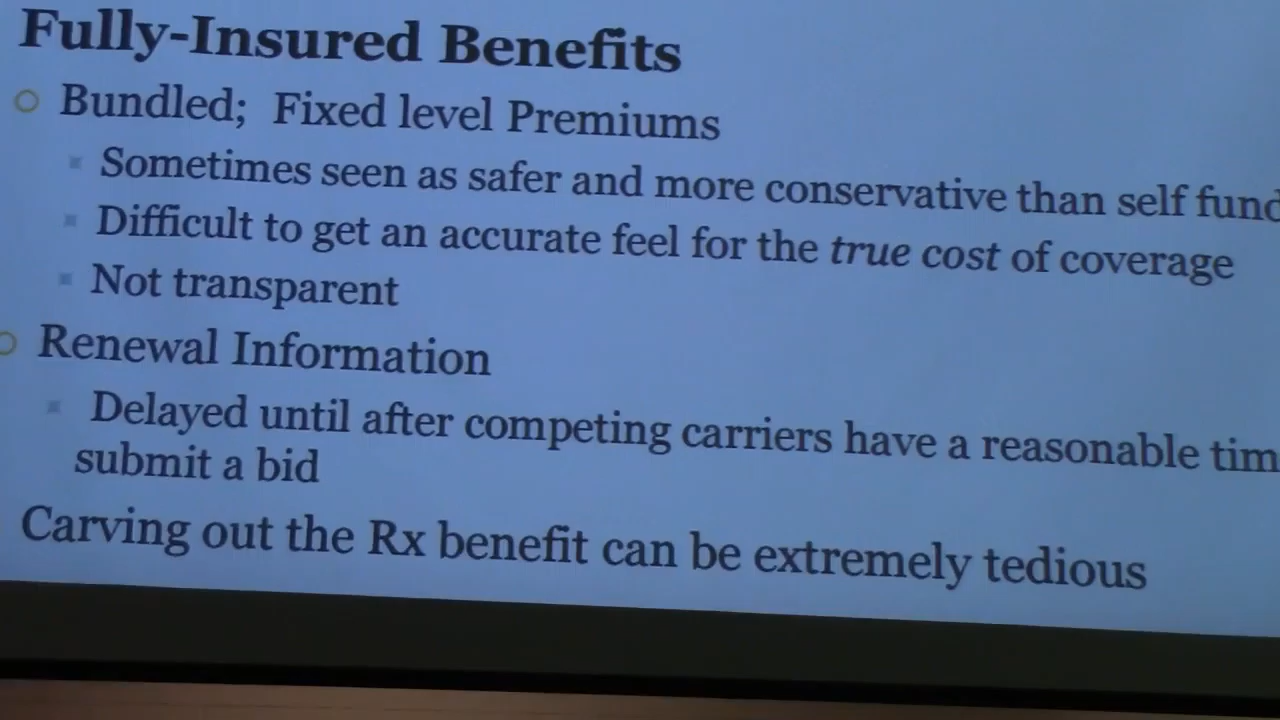 Fully-Insured Benefits
Bundled; Fixed level Premiums
Sometimes seen as safer and more conservative than self
Difficult to get an accurate feel for the true cost of coverage
Not transparent
Renewal Information
Delayed until after competing carriers have a reasonable
submit a bid
Carving out the Rx benefit can be extremely tedious